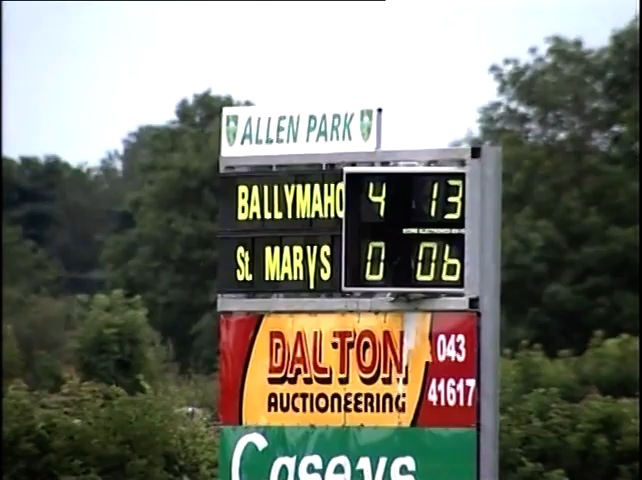 ALLEN PARK
BALLYMAHO 4 13
St MARYS 0 06
DALTON 043
AUCTIONEERING 41617
Caseys